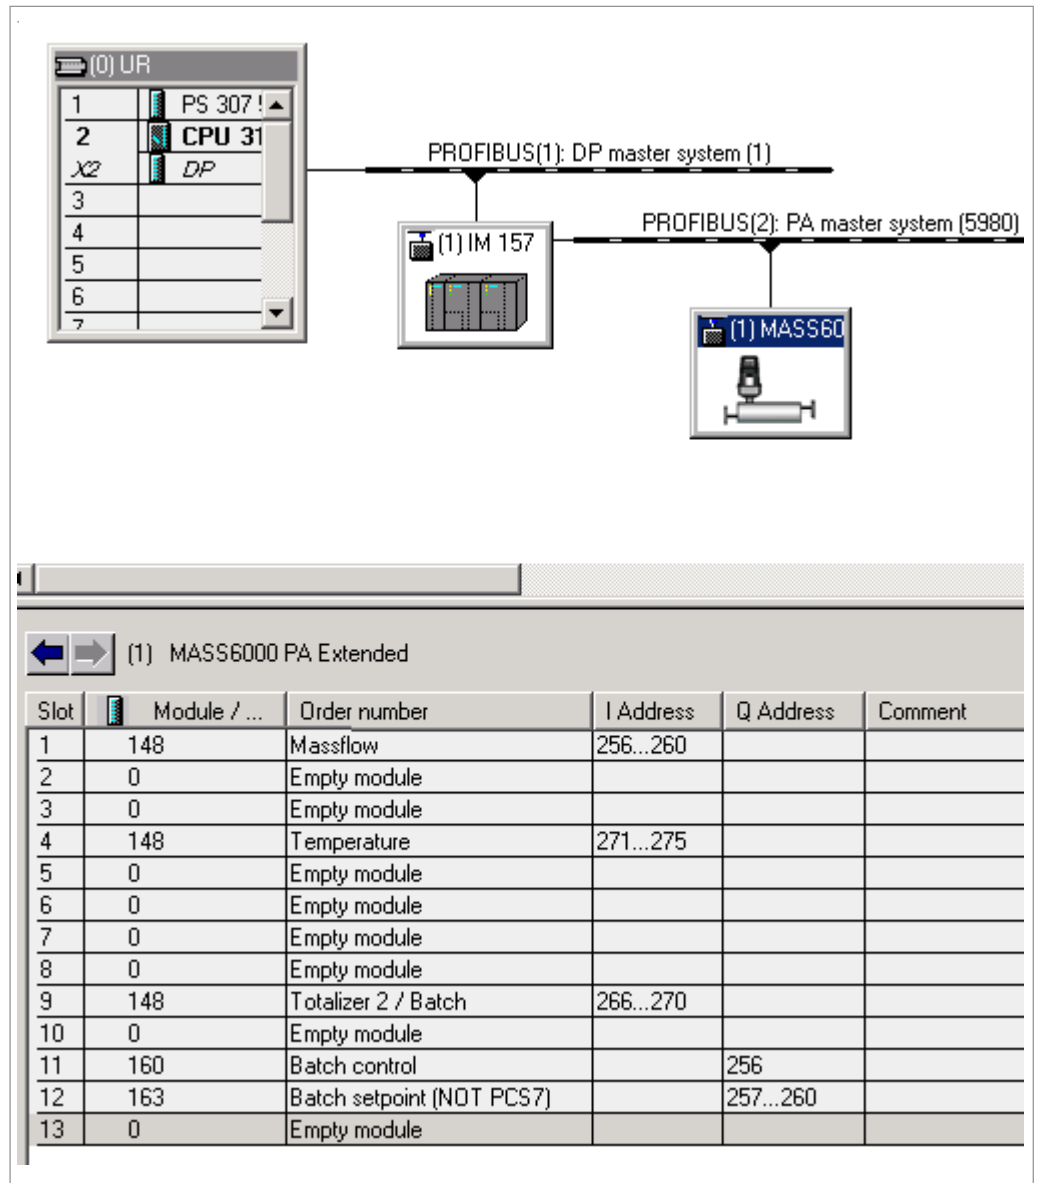 (0) UR
1 PS 307 5
2 CPU 31
X2 DP
3
4
5
6
7
PROFIBUS(1): DP master system (1)
(1) IM 157
PROFIBUS(2): PA master system (5980)
(1) MASS60
(1) MASS6000 PA Extended
Slot Module / ... Order number I Address Q Address Comment
1 148 Massflow 256...260
2 0 Empty module
3 0 Empty module
4 148 Temperature 271...275
5 0 Empty module
6 0 Empty module
7 0 Empty module
8 0 Empty module
9 148 Totalizer 2 / Batch 266...270
10 0 Empty module
11 160 Batch control 256
12 163 Batch setpoint (NOT PCS7) 257...260
13 0 Empty module